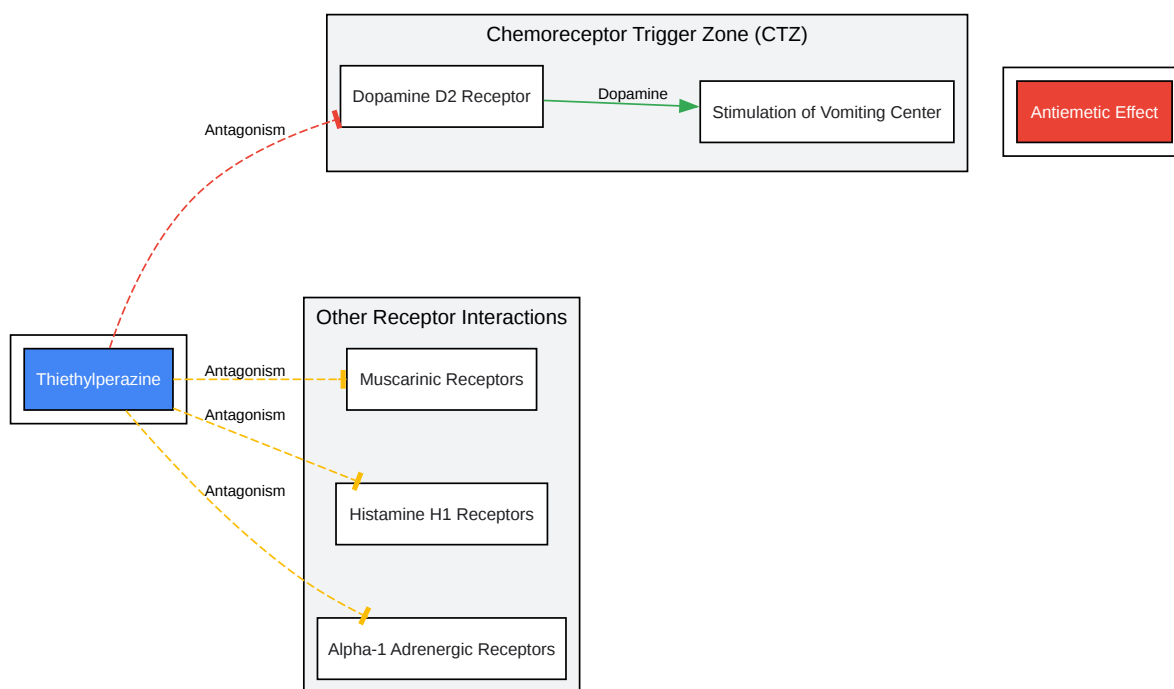 Chemoreceptor Trigger Zone (CTZ)
Dopamine D2 Receptor
Dopamine
Stimulation of Vomiting Center
Antiemetic Effect
Antagonism
Other Receptor Interactions
Thiethylperazine
Antagonism
Muscarinic Receptors
Antagonism
Histamine H1 Receptors
Antagonism
Alpha-1 Adrenergic Receptors